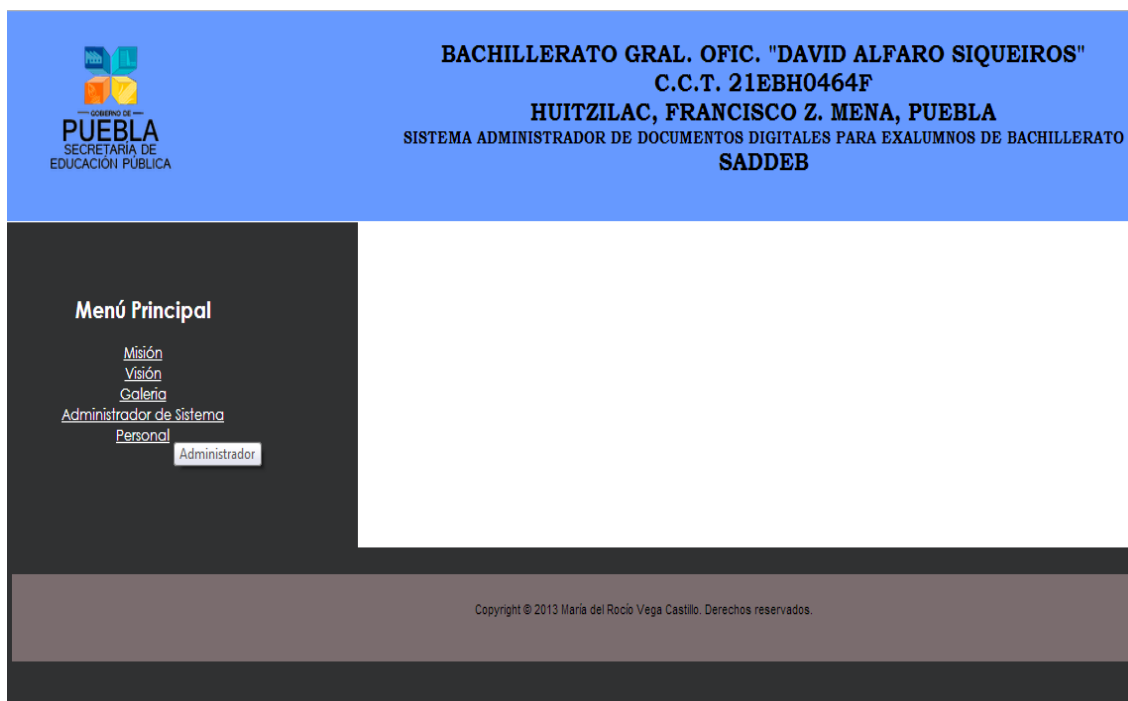 GOBIERNO DE
PUEBLA
SECRETARÍA DE
EDUCACIÓN PÚBLICA
BACHILLERATO GRAL. OFIC. "DAVID ALFARO SIQUEIROS"
C.C.T. 21EBH0464F
HUITZILAC, FRANCISCO Z. MENA, PUEBLA
SISTEMA ADMINISTRADOR DE DOCUMENTOS DIGITALES PARA EXALUMNOS DE BACHILLERATO
SADDEB
Menú Principal
Misión
Visión
Galeria
Administrador de Sistema
Personal
Administrador
Copyright © 2013 María del Rocío Vega Castillo. Derechos reservados.